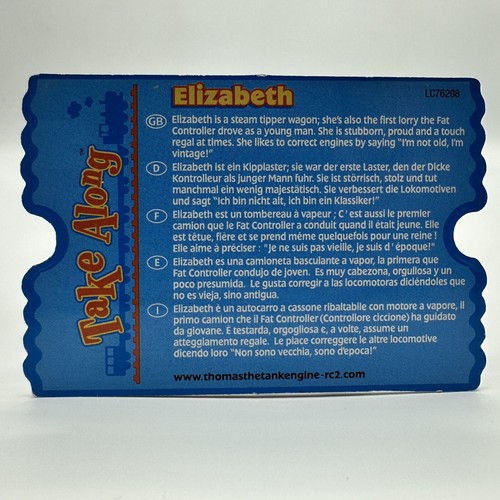 Elizabeth
LC76208
Take Along
TM
GB Elizabeth is a steam tipper wagon; she's also the first lorry the Fat
Controller drove as a young man. She is stubborn, proud and a touch
regal at times. She likes to correct engines by saying "I'm not old, I'm
vintage!"
D Elizabeth ist ein Kipplaster; sie war der erste Laster, den der Dicke
Kontrolleur als junger Mann fuhr. Sie ist störrisch, stolz und tut
manchmal ein wenig majestätisch. Sie verbessert die Lokomotiven
und sagt "Ich bin nicht alt, ich bin ein Klassiker!"
F Elizabeth est un tombereau à vapeur ; C'est aussi le premier
camion que le Fat Controller a conduit quand il était jeune. Elle
est têtue, fière et se prend même quelquefois pour une reine !
Elle aime à préciser : "Je ne suis pas vieille, je suis d'époque!"
E Elizabeth es una camioneta basculante a vapor, la primera que
Fat Controller condujo de joven. Es muy cabezona, orgullosa y un
poco presumida. Le gusta corregir a las locomotoras diciéndoles que
no es vieja, sino antigua.
I Elizabeth è un autocarro a cassone ribaltabile con motore a vapore, il
primo camion che il Fat Controller (Controllore ciccione) ha guidato
da giovane. È testarda, orgogliosa e, a volte, assume un
atteggiamento regale. Le place correggere le altre locomotive
dicendo loro "Non sono vecchia, sono d'epoca!"
www.thomasthetankengine-rc2.com